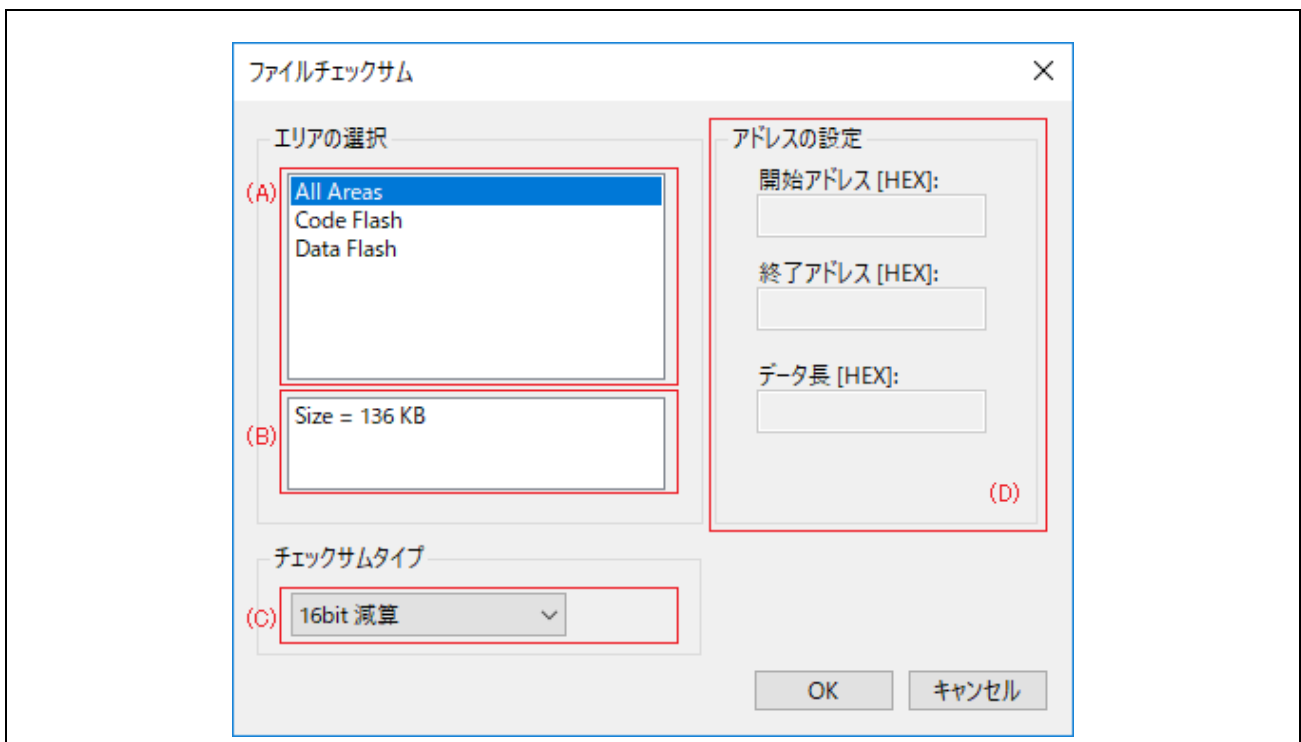 ファイルチェックサム
エリアの選択
(A)
All Areas
Code Flash
Data Flash
(B)
Size = 136 KB
チェックサムタイプ
(C)
16bit 減算
アドレスの設定
開始アドレス [HEX]:
終了アドレス [HEX]:
データ長 [HEX]:
(D)
OK
キャンセル